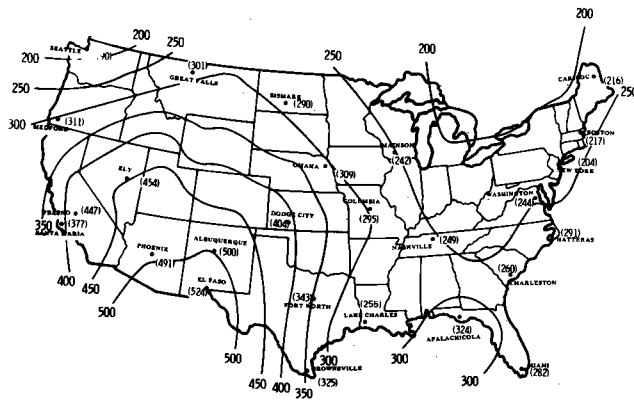 200
SEATTLE
200
250
200
250
(301)
GREAT FALLS
250
200
CARIBOU
(216)
250
300
MEDFORD
(311)
BISMARK
(290)
MADISON
(242)
BOSTON
(217)
(204)
NEW YORK
ELY
(454)
OMAHA
(309)
COLUMBIA
(295)
WASHINGTON
(244)
FRESNO
(447)
350
(377
SANTA MARIA
DODGE CITY
(404)
NASHVILLE
(249)
(291)
HATTERAS
PHOENIX
(491)
ALBUQUERQUE
(500)
400
450
500
EL PASO
(524)
(343)
FORT WORTH
(256)
LAKE CHARLES
(260)
CHARLESTON
(324)
APALACHICOLA
500
450
400
350
300
BROWNSVILLE
(325)
300
300
MIAMI
(282)